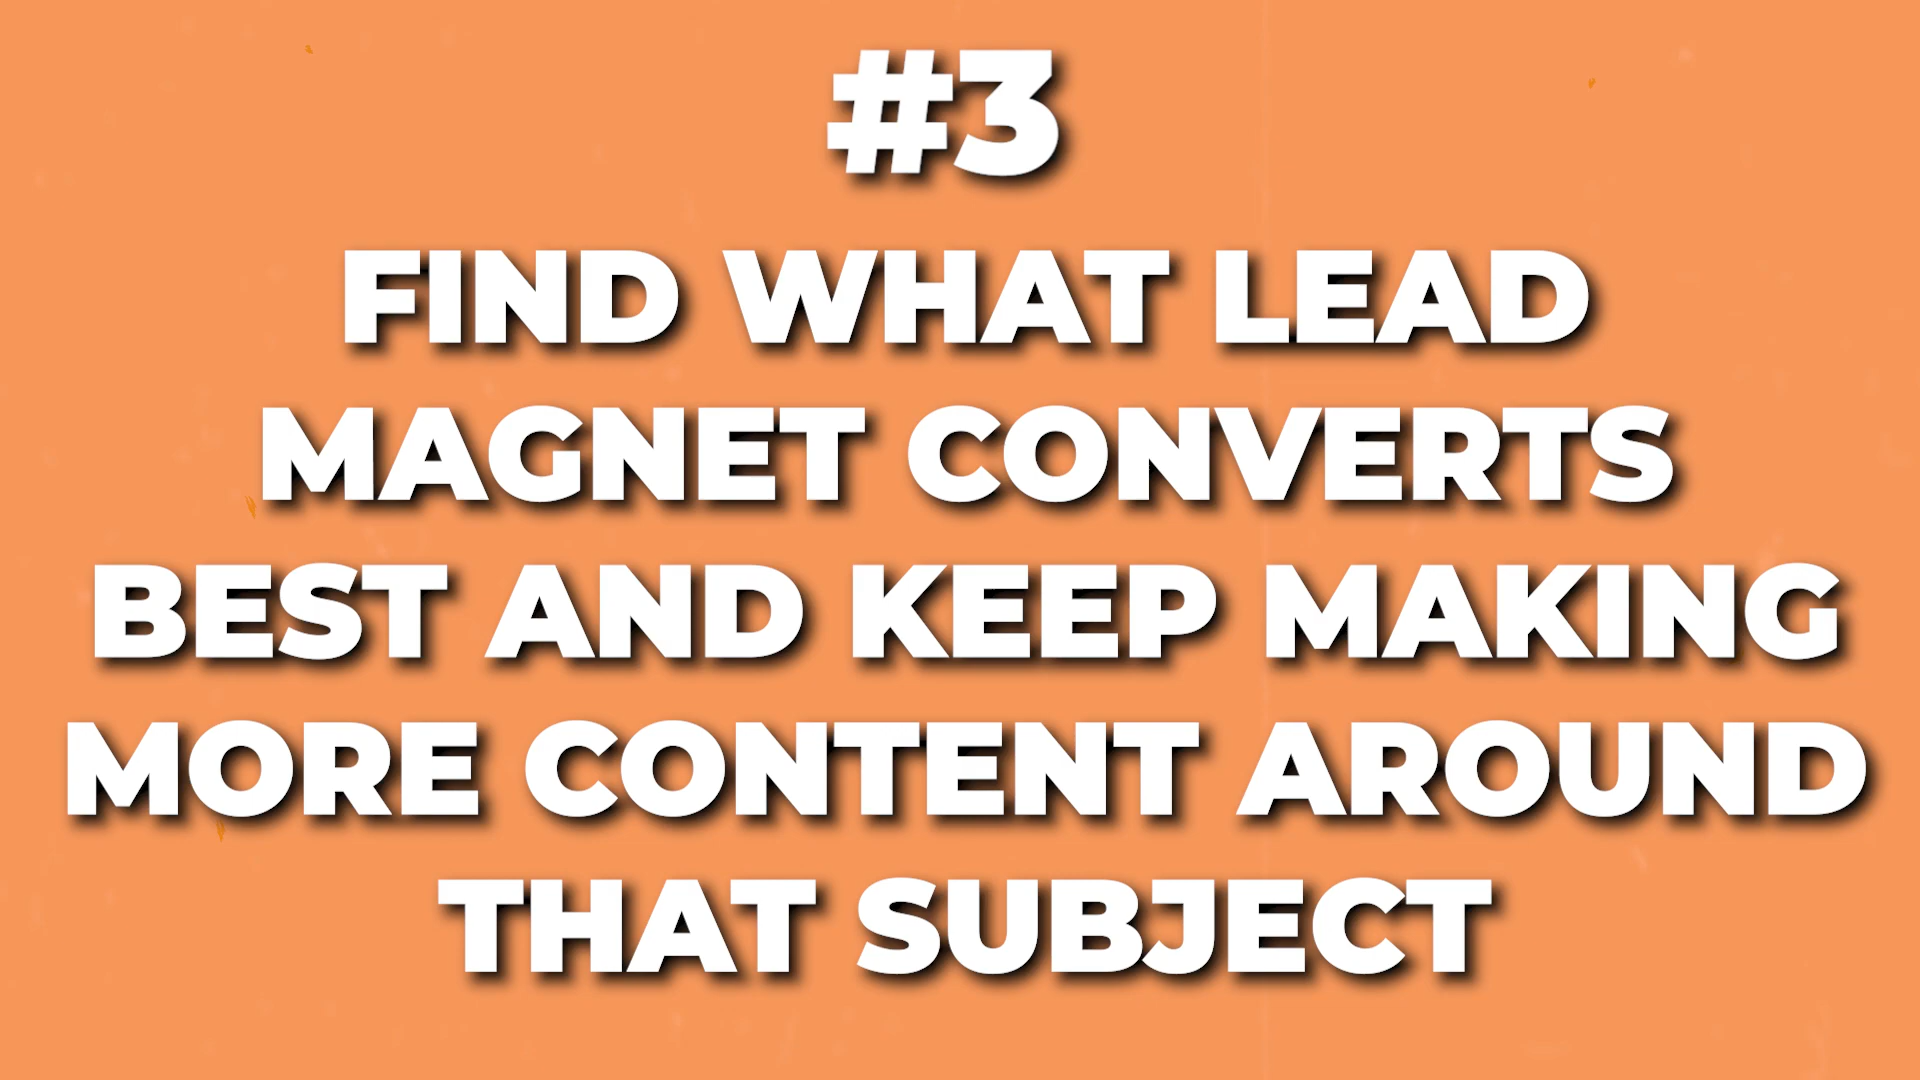 #3
FIND WHAT LEAD
MAGNET CONVERTS
BEST AND KEEP MAKING
MORE CONTENT AROUND
THAT SUBJECT